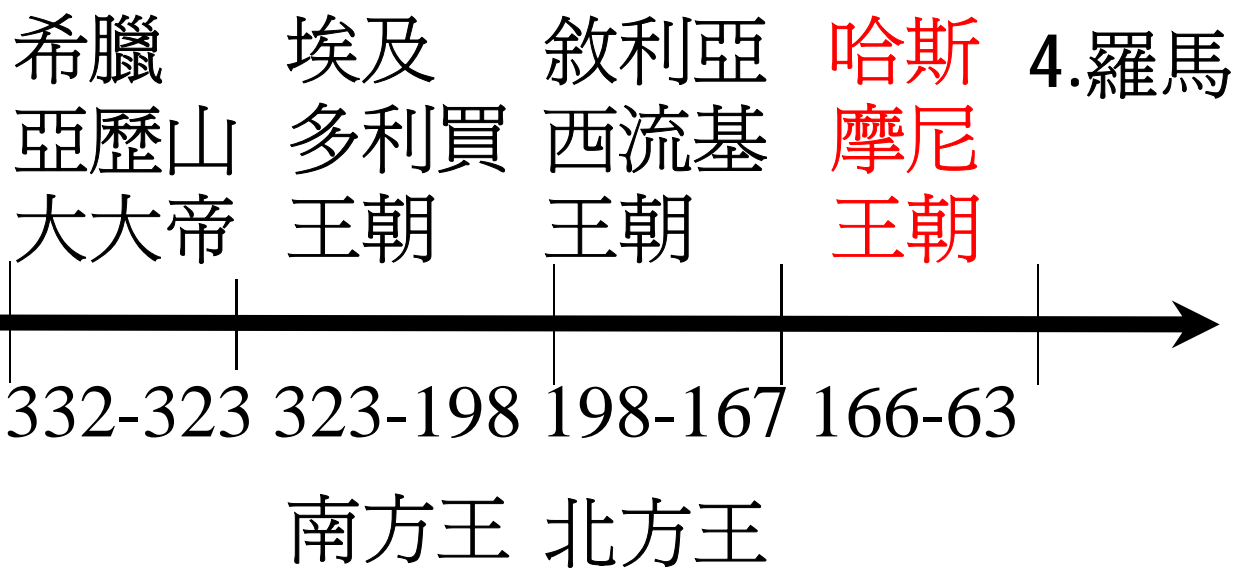 希臘
亞歷山
大大帝
埃及
多利買
王朝
敘利亞
西流基
王朝
哈斯
摩尼
王朝
4.羅馬
332-323
323-198
198-167
166-63
南方王
北方王